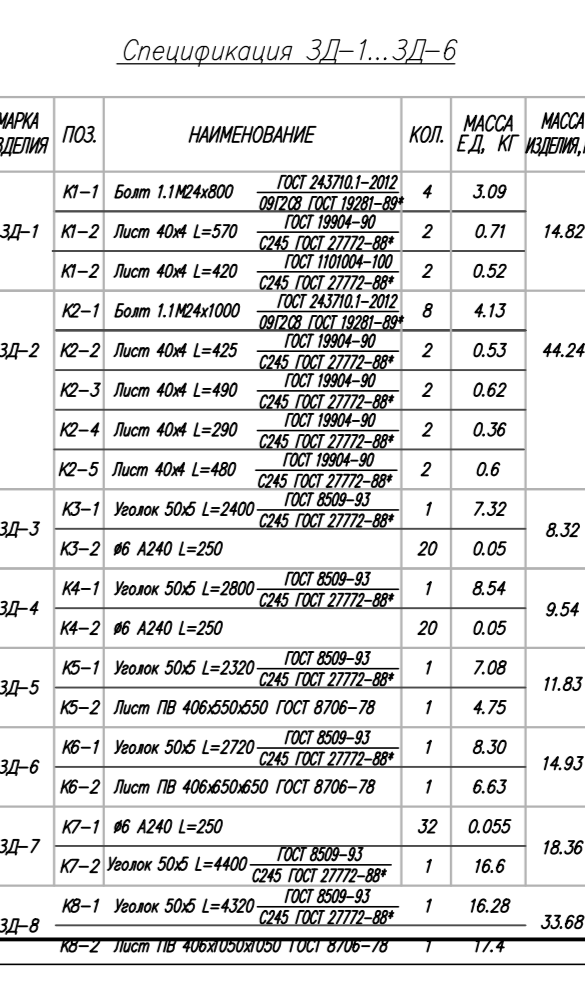 Спецификация ЗД-1...ЗД-6
МАРКА ИЗДЕЛИЯ ПОЗ. НАИМЕНОВАНИЕ КОЛ. МАССА ЕД, КГ МАССА ИЗДЕЛИЯ,
ЗД-1 14.82
К1-1 Болт 1.1М24х800 ГОСТ 243710.1-2012 4 3.09
09Г2С8 ГОСТ 19281-89*
К1-2 Лист 40х4 L=570 ГОСТ 19904-90 2 0.71
С245 ГОСТ 27772-88*
К1-2 Лист 40х4 L=420 ГОСТ 1101004-100 2 0.52
С245 ГОСТ 27772-88*
ЗД-2 44.24
К2-1 Болт 1.1М24х1000 ГОСТ 243710.1-2012 8 4.13
09Г2С8 ГОСТ 19281-89*
К2-2 Лист 40х4 L=425 ГОСТ 19904-90 2 0.53
С245 ГОСТ 27772-88*
К2-3 Лист 40х4 L=490 ГОСТ 19904-90 2 0.62
С245 ГОСТ 27772-88*
К2-4 Лист 40х4 L=290 ГОСТ 19904-90 2 0.36
С245 ГОСТ 27772-88*
К2-5 Лист 40х4 L=480 ГОСТ 19904-90 2 0.6
С245 ГОСТ 27772-88*
ЗД-3 8.32
К3-1 Уголок 50х5 L=2400 ГОСТ 8509-93 1 7.32
С245 ГОСТ 27772-88*
К3-2 ø6 А240 L=250 20 0.05
ЗД-4 9.54
К4-1 Уголок 50х5 L=2800 ГОСТ 8509-93 1 8.54
С245 ГОСТ 27772-88*
К4-2 ø6 А240 L=250 20 0.05
ЗД-5 11.83
К5-1 Уголок 50х5 L=2320 ГОСТ 8509-93 1 7.08
С245 ГОСТ 27772-88*
К5-2 Лист ПВ 406х550х550 ГОСТ 8706-78 1 4.75
ЗД-6 14.93
К6-1 Уголок 50х5 L=2720 ГОСТ 8509-93 1 8.30
С245 ГОСТ 27772-88*
К6-2 Лист ПВ 406х650х650 ГОСТ 8706-78 1 6.63
ЗД-7 18.36
К7-1 ø6 А240 L=250 32 0.055
К7-2 Уголок 50х5 L=4400 ГОСТ 8509-93 1 16.6
С245 ГОСТ 27772-88*
ЗД-8 33.68
К8-1 Уголок 50х5 L=4320 ГОСТ 8509-93 1 16.28
С245 ГОСТ 27772-88*
К8-2 Лист ПВ 406х1050х1050 ГОСТ 8706-78 1 17.4